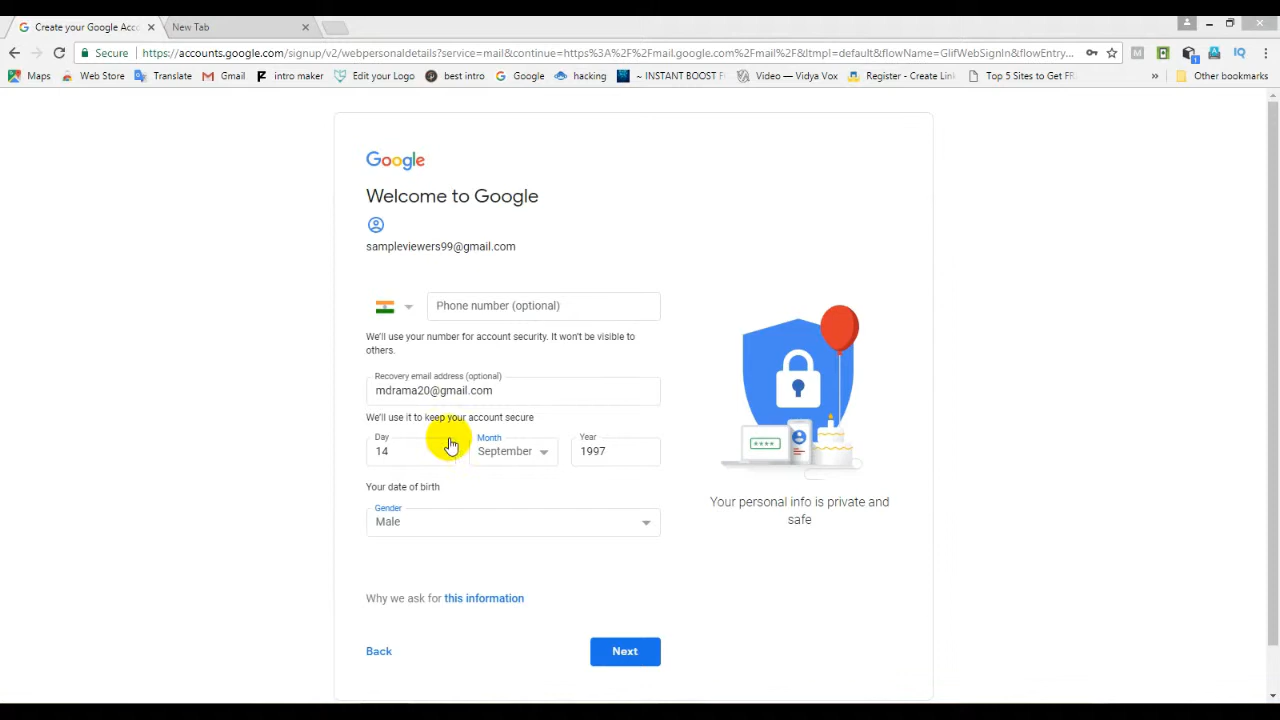 Create your Google Acco
New Tab
Secure
https://accounts.google.com/signup/v2/webpersonaldetails?service=mail&continue=https%3A%2F%2Fmail.google.com%2Fmail%2F&ltmpl=default&flowName=GlifWebSignIn&flowEntry...
Maps
Web Store
Translate
Gmail
intro maker
Edit your Logo
best intro
Google
hacking
~ INSTANT BOOST F
Video — Vidya Vox
Register - Create Link
Top 5 Sites to Get FR
»
Other bookmarks
Google
Welcome to Google
sampleviewers99@gmail.com
Phone number (optional)
We'll use your number for account security. It won't be visible to
others.
Recovery email address (optional)
mdrama20@gmail.com
We'll use it to keep your account secure
Day
Month
Year
14
September
1997
Your date of birth
Gender
Male
Your personal info is private and
safe
Why we ask for this information
Back
Next